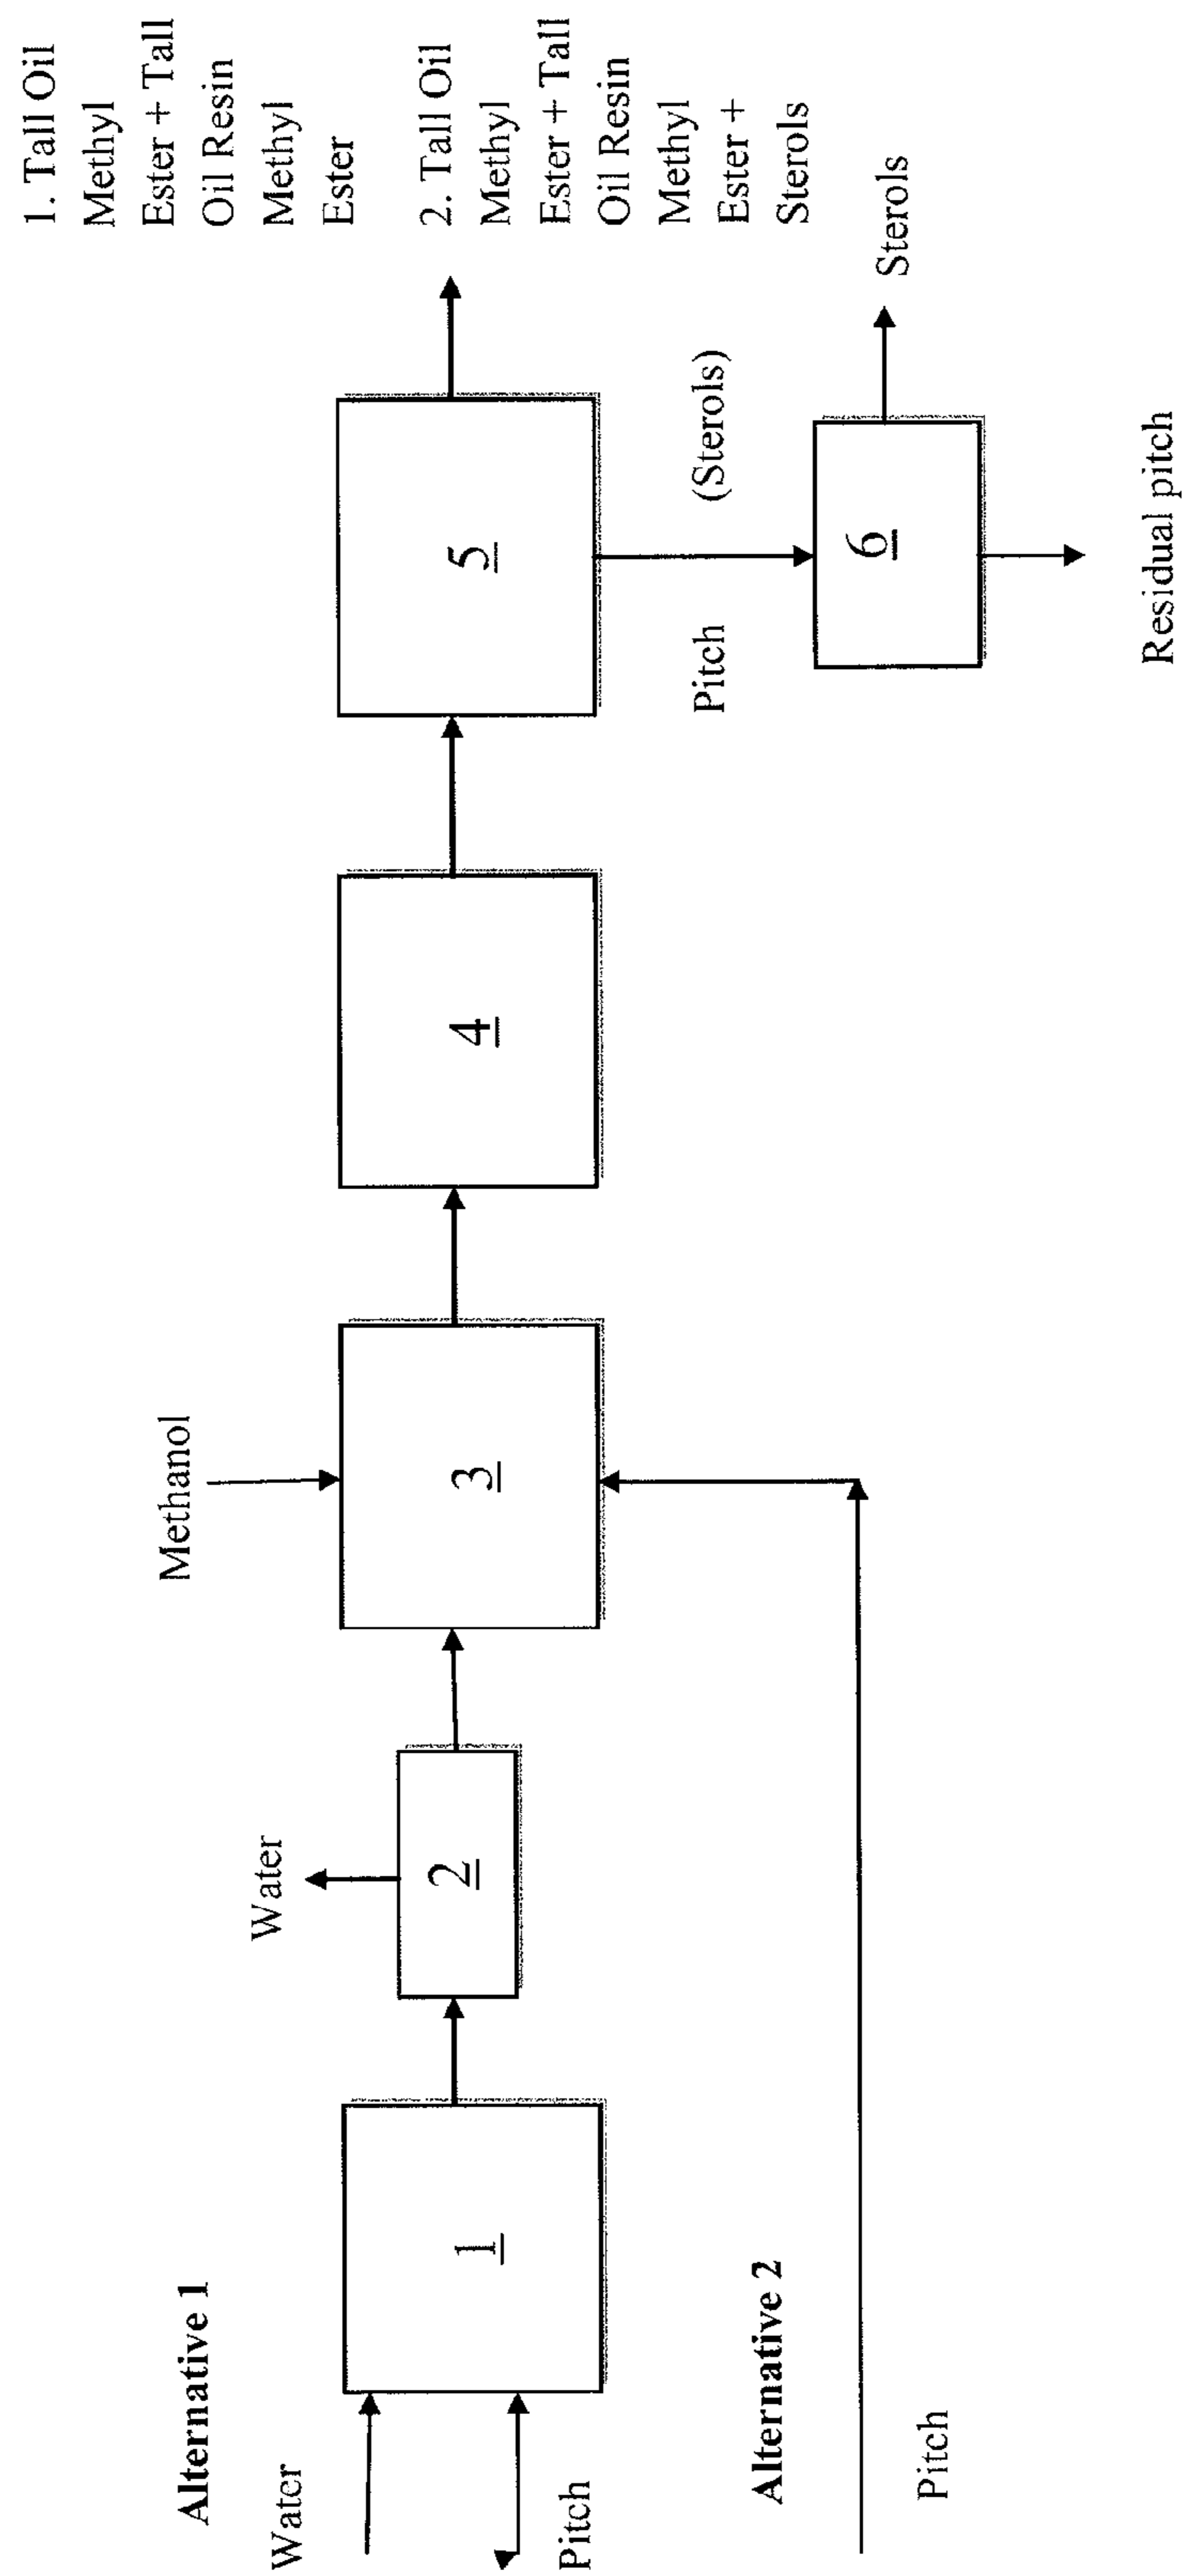 Alternative 1
Water
Pitch
1
Water
2
Methanol
3
4
5
1. Tall Oil
Methyl
Ester + Tall
Oil Resin
Methyl
Ester
2. Tall Oil
Methyl
Ester + Tall
Oil Resin
Methyl
Ester +
Sterols
Pitch
(Sterols)
6
Sterols
Residual pitch
Alternative 2
Pitch